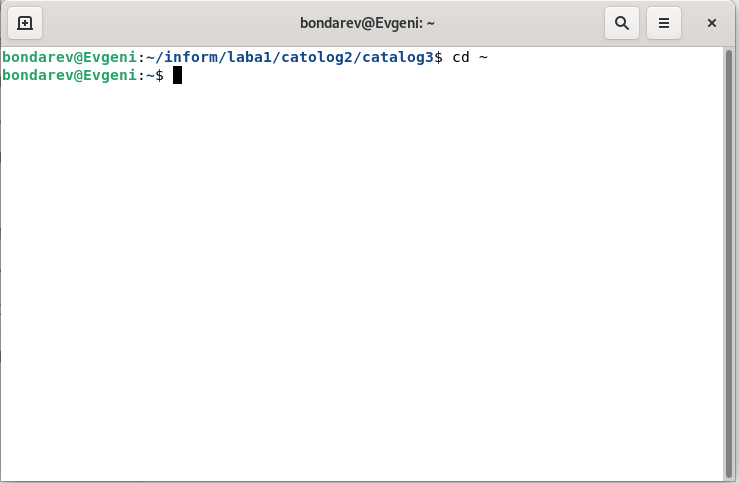 bondarev@Evgeni: ~
bondarev@Evgeni:~/inform/laba1/catolog2/catalog3$ cd ~
bondarev@Evgeni:~$